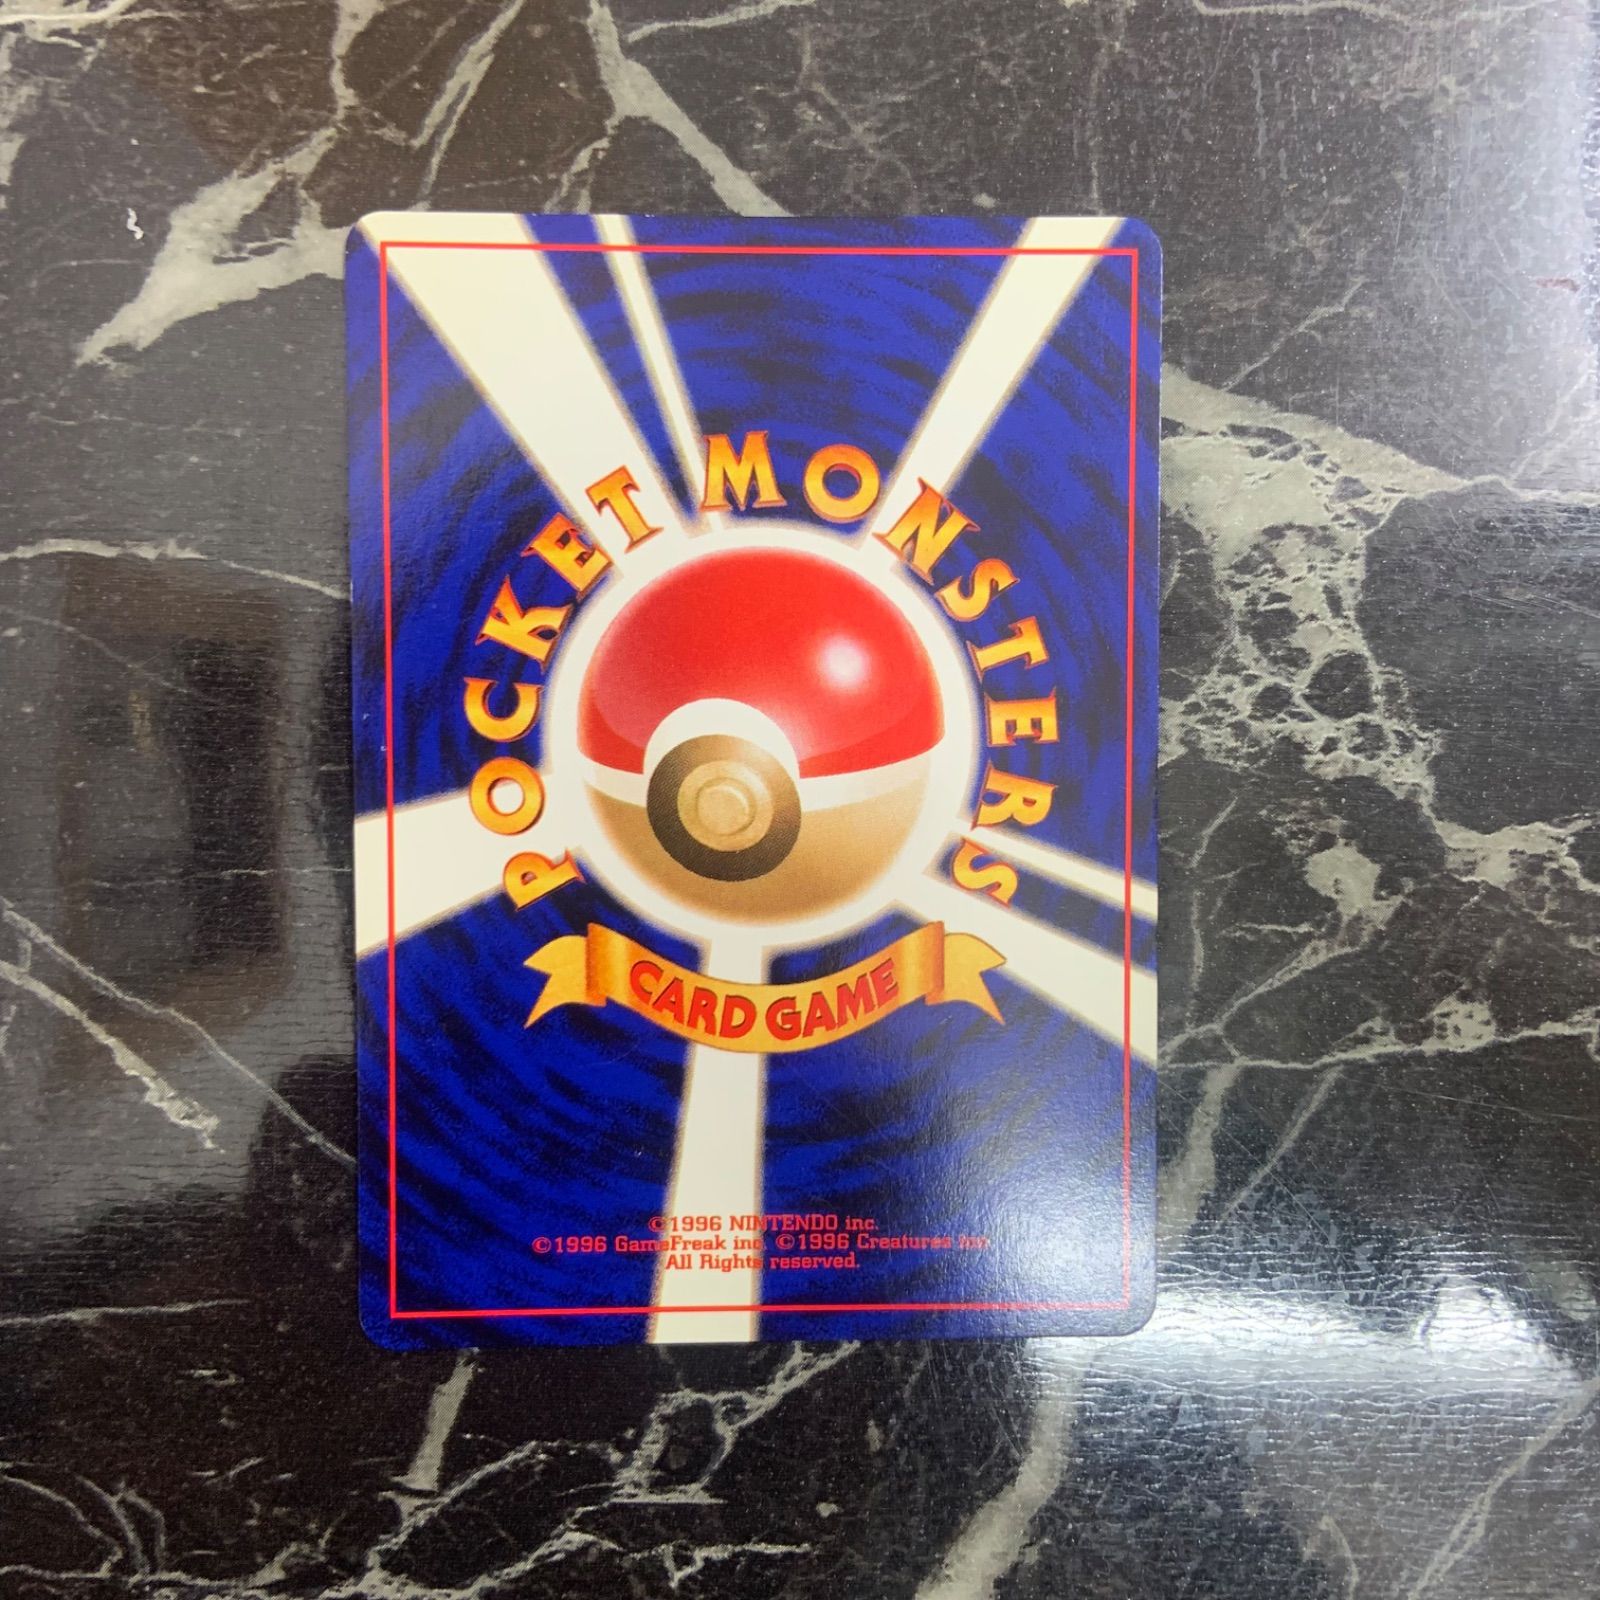 POCKET MONSTERS
CARD GAME
©1996 NINTENDO inc.
©1996 GameFreak inc. ©1996 Creatures inc.
All Rights reserved.